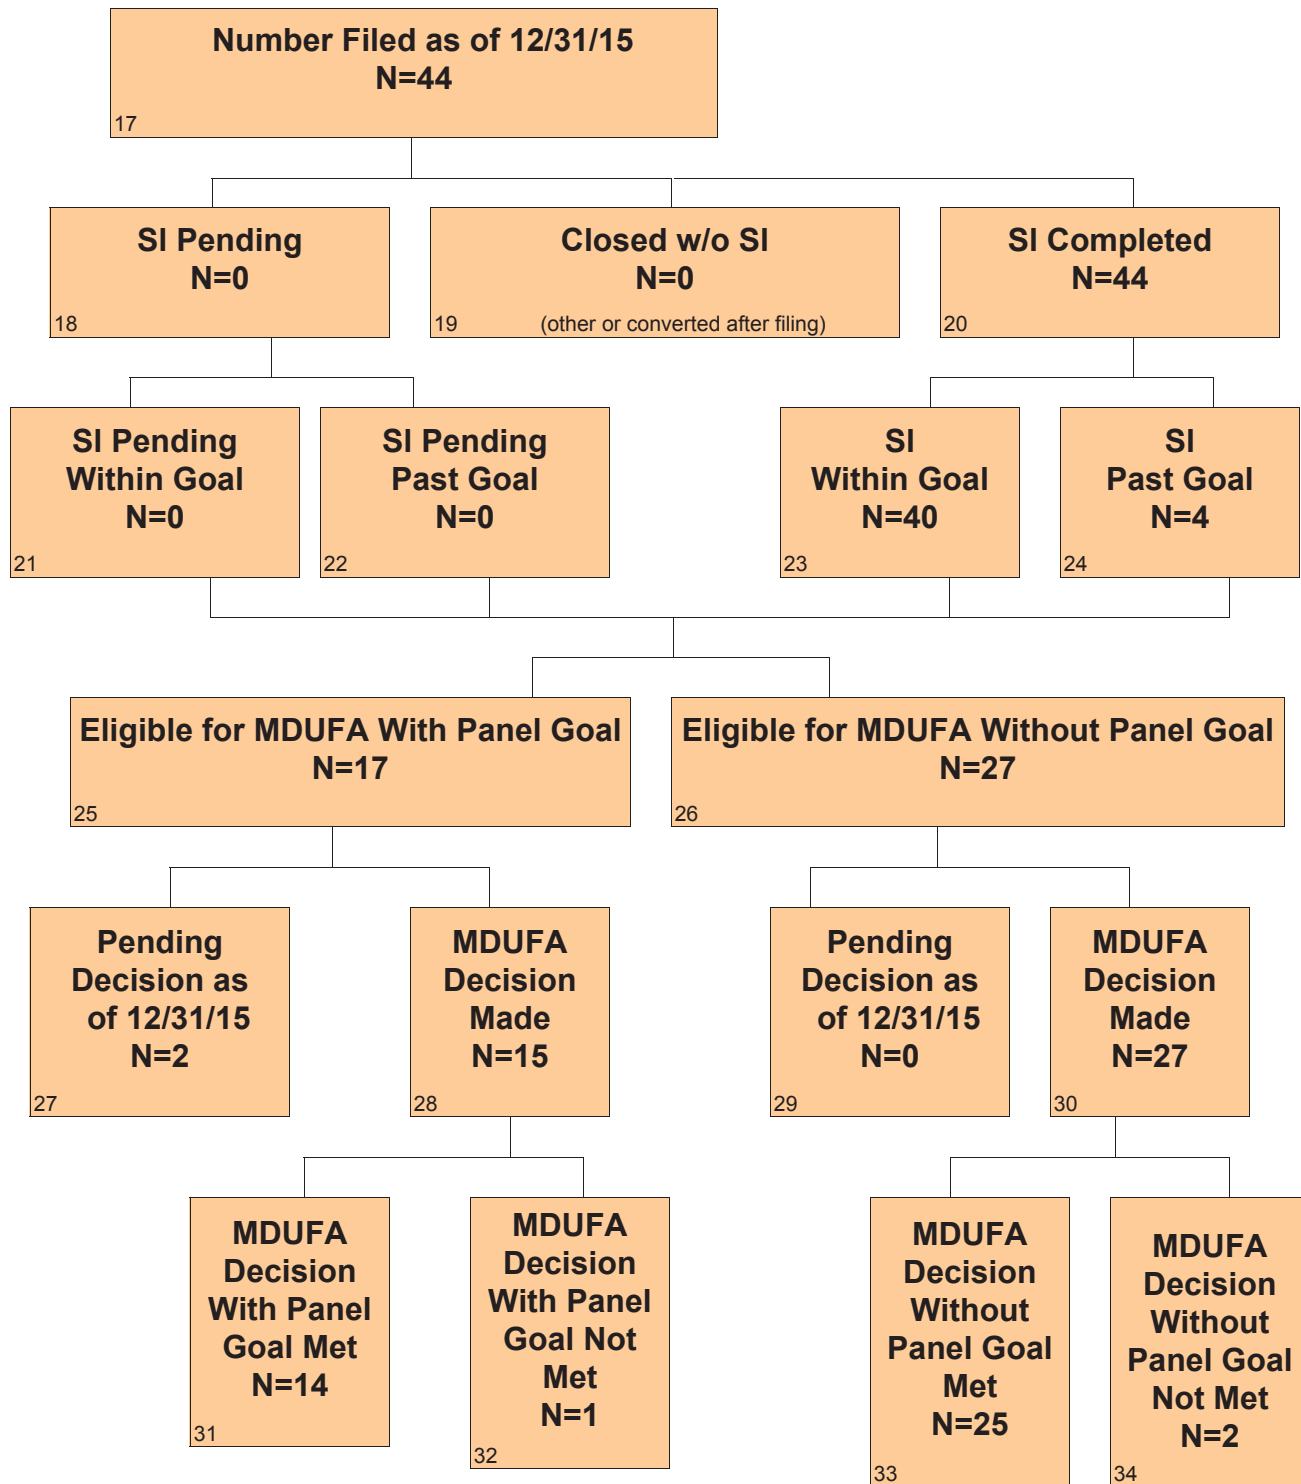 Number Filed as of 12/31/15
N=44
17
SI Pending
N=0
18
Closed w/o SI
N=0
19 (other or converted after filing)
SI Completed
N=44
20
SI Pending
Within Goal
N=0
21
SI Pending
Past Goal
N=0
22
SI
Within Goal
N=40
23
SI
Past Goal
N=4
24
Eligible for MDUFA With Panel Goal
N=17
25
Eligible for MDUFA Without Panel Goal
N=27
26
Pending
Decision as
of 12/31/15
N=2
27
MDUFA
Decision
Made
N=15
28
Pending
Decision as
of 12/31/15
N=0
29
MDUFA
Decision
Made
N=27
30
MDUFA
Decision
With Panel
Goal Met
N=14
31
MDUFA
Decision
With Panel
Goal Not
Met
N=1
32
MDUFA
Decision
Without
Panel Goal
Met
N=25
33
MDUFA
Decision
Without
Panel Goal
Not Met
N=2
34